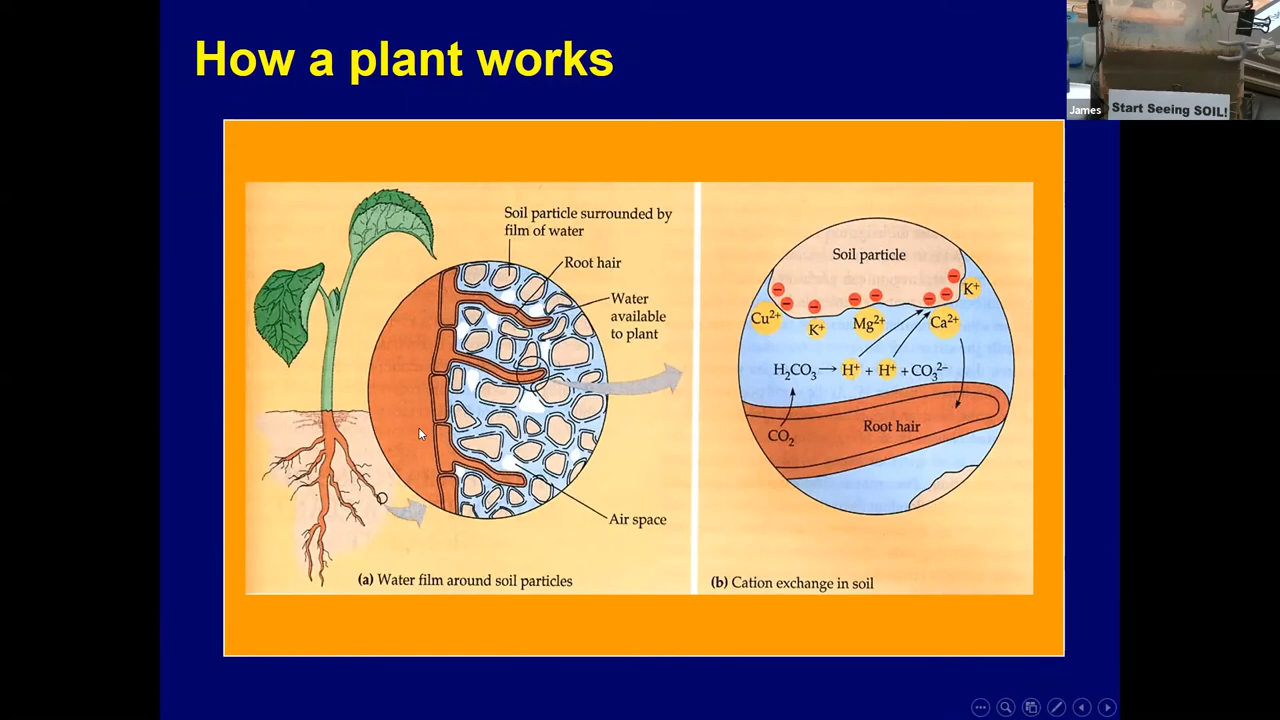 How a plant works
James
Start Seeing SOIL!
Soil particle surrounded by
film of water
Root hair
Water
available
to plant
Air space
(a) Water film around soil particles
Soil particle
Cu²⁺
K⁺
Mg²⁺
Ca²⁺
K⁺
H₂CO₃→ H⁺ + H⁺ + CO₃²⁻
CO₂
Root hair
(b) Cation exchange in soil